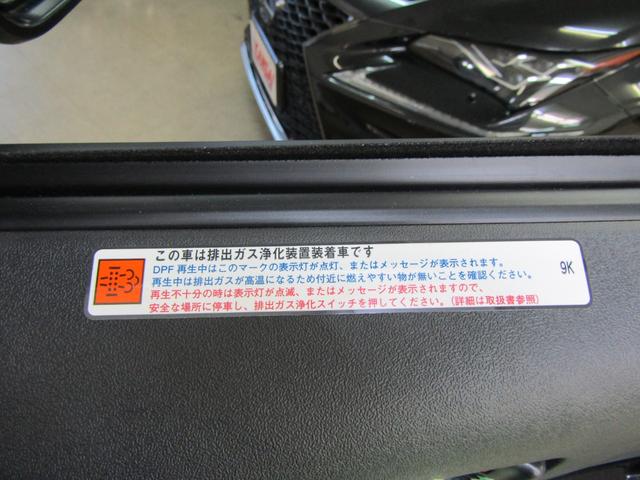 この車は排出ガス浄化装置装着車です
DPF 再生中はこのマークの表示灯が点灯、またはメッセージが表示されます。
再生中は排出ガスが高温になるため付近に燃えやすい物が無いことを確認ください。
再生不十分の時は表示灯が点滅、またはメッセージが表示されますので、
安全な場所に停車し、排出ガス浄化スイッチを押してください。（詳細は取扱書参照）
9K